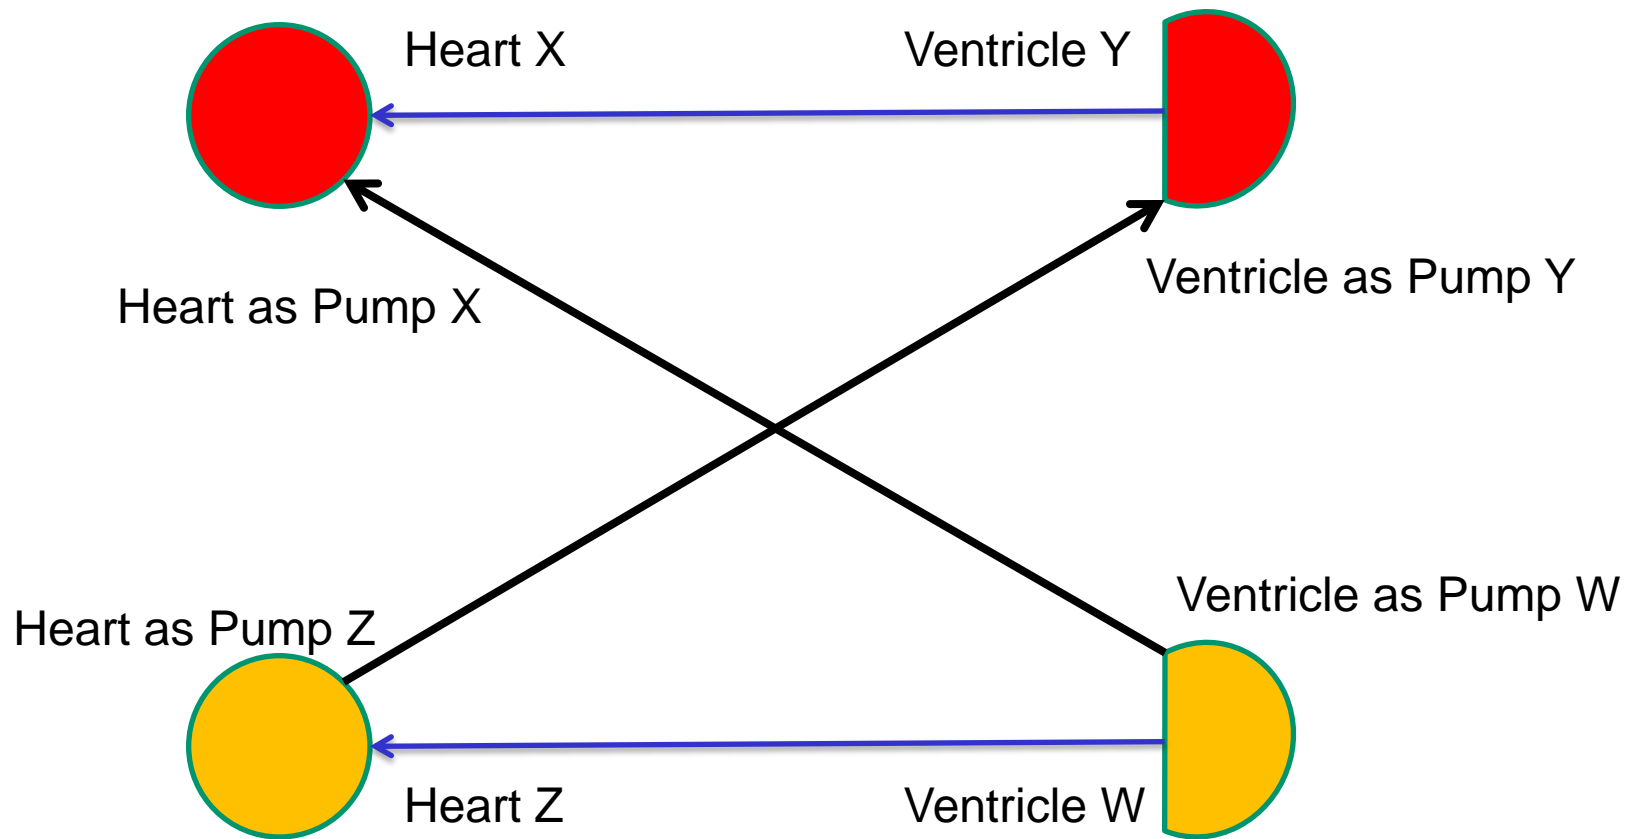 Heart X
Ventricle Y
Ventricle as Pump Y
Heart as Pump X
Ventricle as Pump W
Heart as Pump Z
Heart Z
Ventricle W